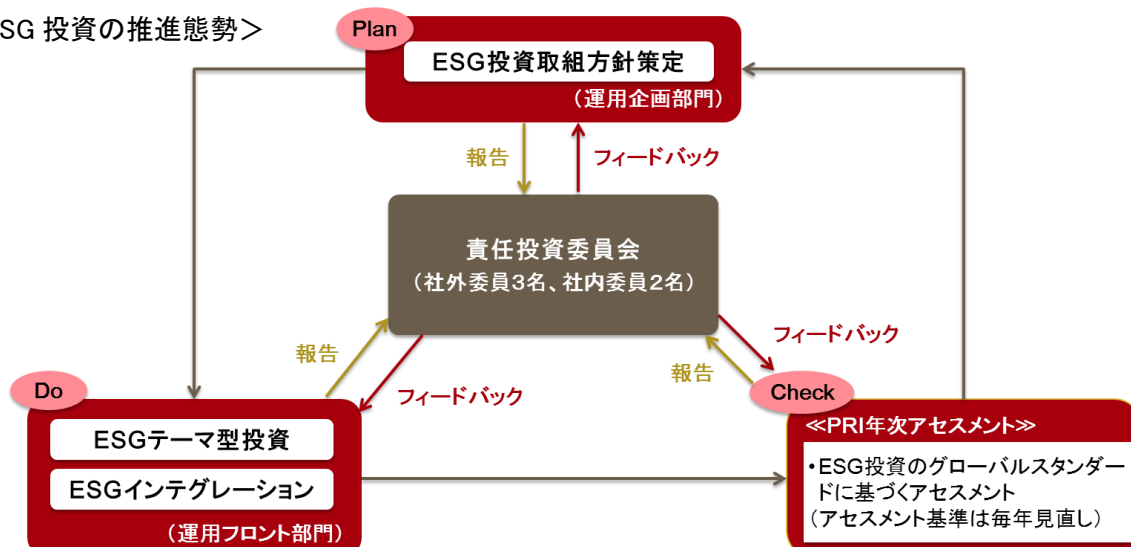 SG 投資の推進態勢＞
Plan
ESG投資取組方針策定
（運用企画部門）
報告
フィードバック
責任投資委員会
（社外委員3名、社内委員2名）
報告
フィードバック
フィードバック
報告
Do
ESGテーマ型投資
ESGインテグレーション
（運用フロント部門）
Check
≪PRI年次アセスメント≫
・ESG投資のグローバルスタンダー
ドに基づくアセスメント
（アセスメント基準は毎年見直し）